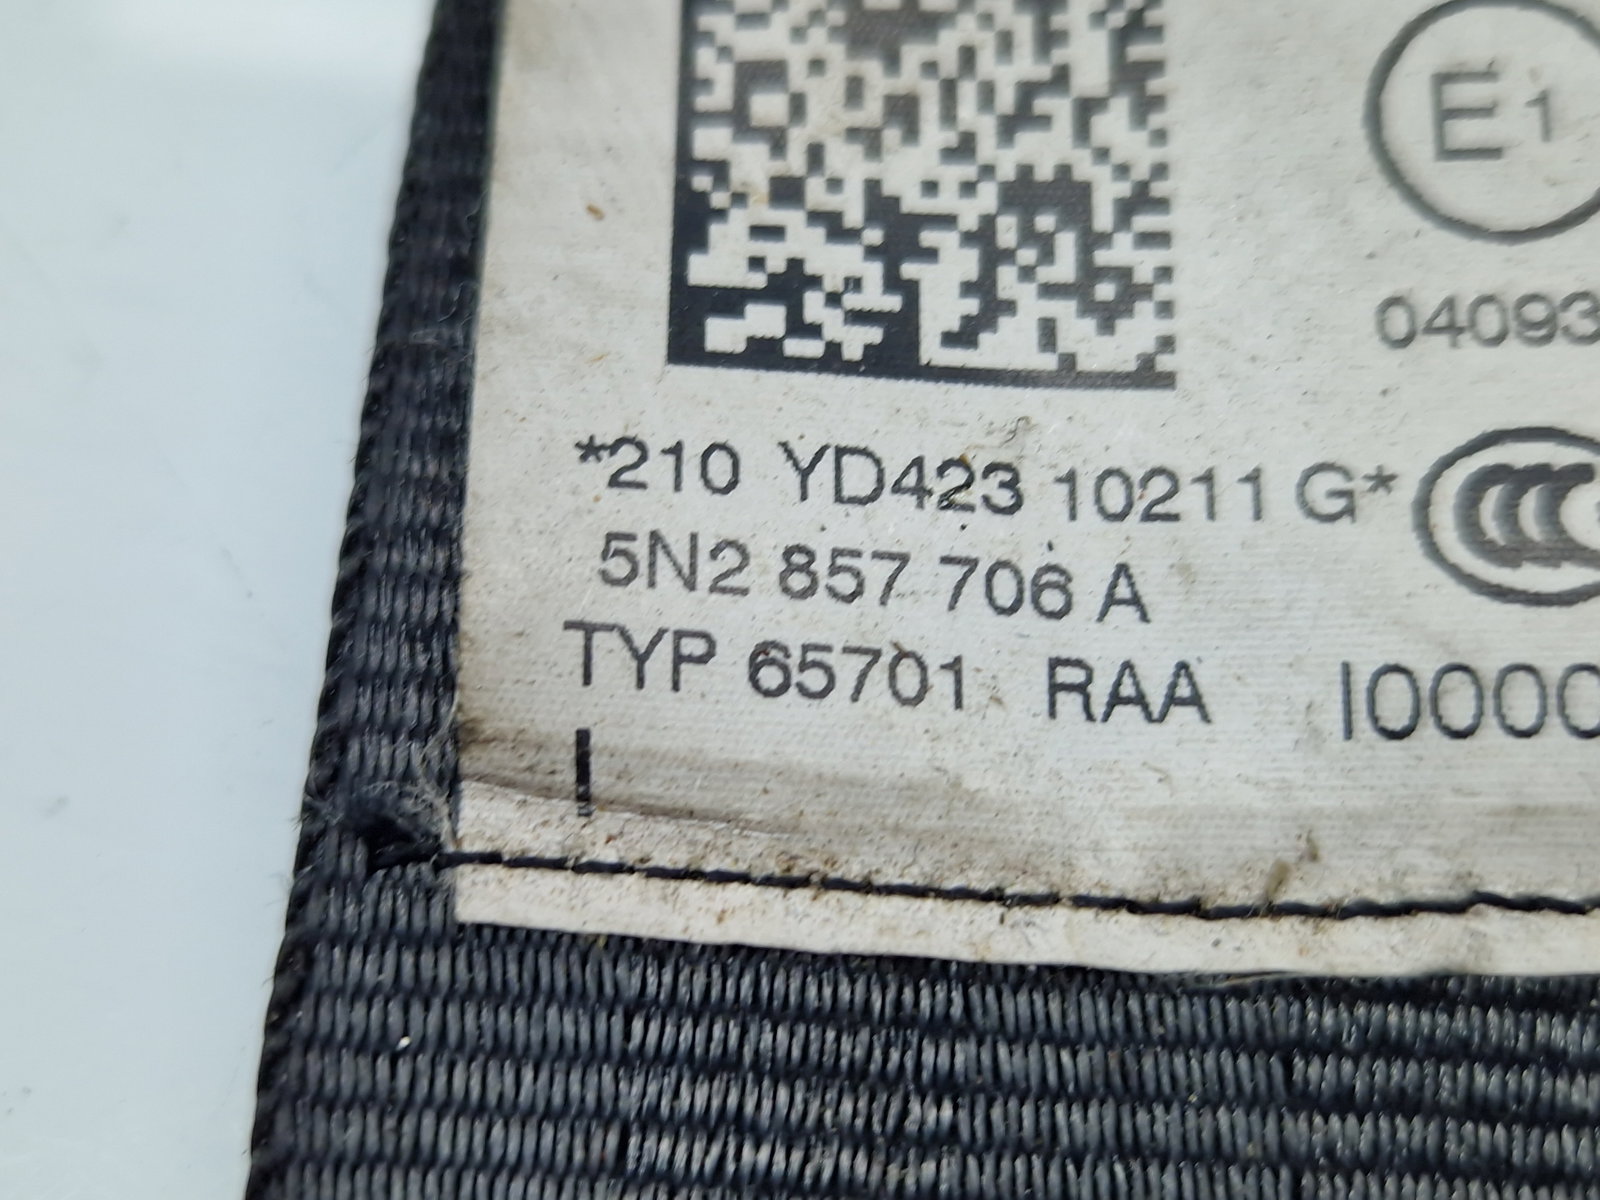 E1
04093
*210 YD423 10211 G*
5N2 857 706 A
TYP 65701 RAA I0000